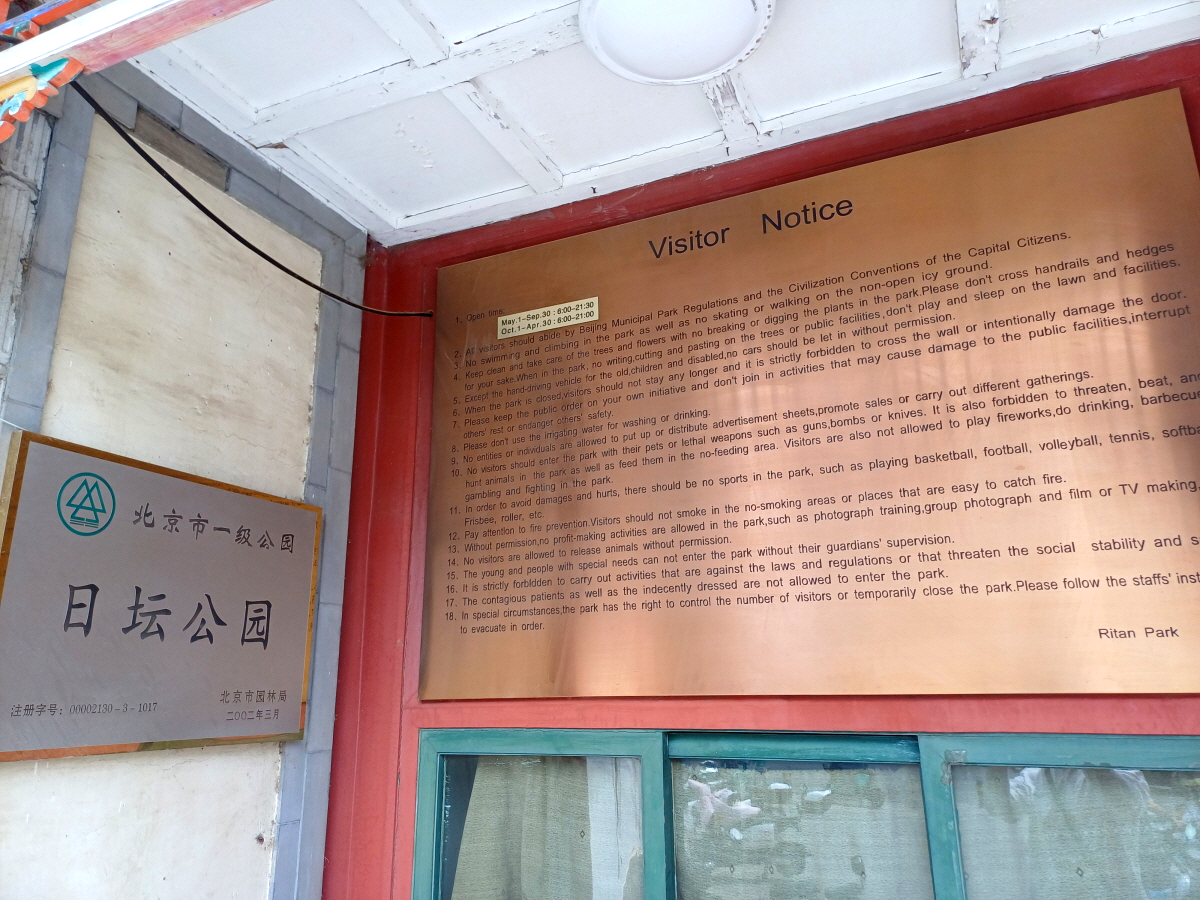 北京市一级公园
日坛公园
注册字号：00002130-3-1017
北京市园林局
二〇〇二年三月
Visitor Notice
1. Open time:
May.1-Sep.30 : 6:00-21:30
Oct.1-Apr.30 : 6:00-21:00
2. All visitors should abide by Beijing Municipal Park Regulations and the Civilization Conventions of the Capital Citizens.
3. No swimming and climbing in the park as well as no skating or walking on the non-open icy ground.
4. Keep clean and take care of the trees and flowers with no breaking or digging the plants in the park.Please don't cross handrails and hedges
for your sake.When in the park, no writing,cutting and pasting on the trees or public facilities,don't play and sleep on the lawn and facilities.
5. Except the hand-driving vehicle for the old,children and disabled,no cars should be let in without permission.
6. When the park is closed,visitors should not stay any longer and it is strictly forbidden to cross the wall or intentionally damage the door.
7. Please keep the public order on your own initiative and don't join in activities that may cause damage to the public facilities,interrupt
others' rest or endanger others' safety.
8. Please don't use the irrigating water for washing or drinking.
9. No entities or individuals are allowed to put up or distribute advertisement sheets,promote sales or carry out different gatherings.
10. No visitors should enter the park with their pets or lethal weapons such as guns,bombs or knives. It is also forbidden to threaten, beat, and
hunt animals in the park as well as feed them in the no-feeding area. Visitors are also not allowed to play fireworks,do drinking, barbecue
gambling and fighting in the park.
11. In order to avoid damages and hurts, there should be no sports in the park, such as playing basketball, football, volleyball, tennis, softba
Frisbee, roller, etc.
12. Pay attention to fire prevention.Visitors should not smoke in the no-smoking areas or places that are easy to catch fire.
13. Without permission,no profit-making activities are allowed in the park,such as photograph training,group photograph and film or TV making.
14. No visitors are allowed to release animals without permission.
15. The young and people with special needs can not enter the park without their guardians' supervision.
16. It is strictly forbidden to carry out activities that are against the laws and regulations or that threaten the social stability and s
17. The contagious patients as well as the indecently dressed are not allowed to enter the park.
18. In special circumstances,the park has the right to control the number of visitors or temporarily close the park.Please follow the staffs' inst
to evacuate in order.
Ritan Park